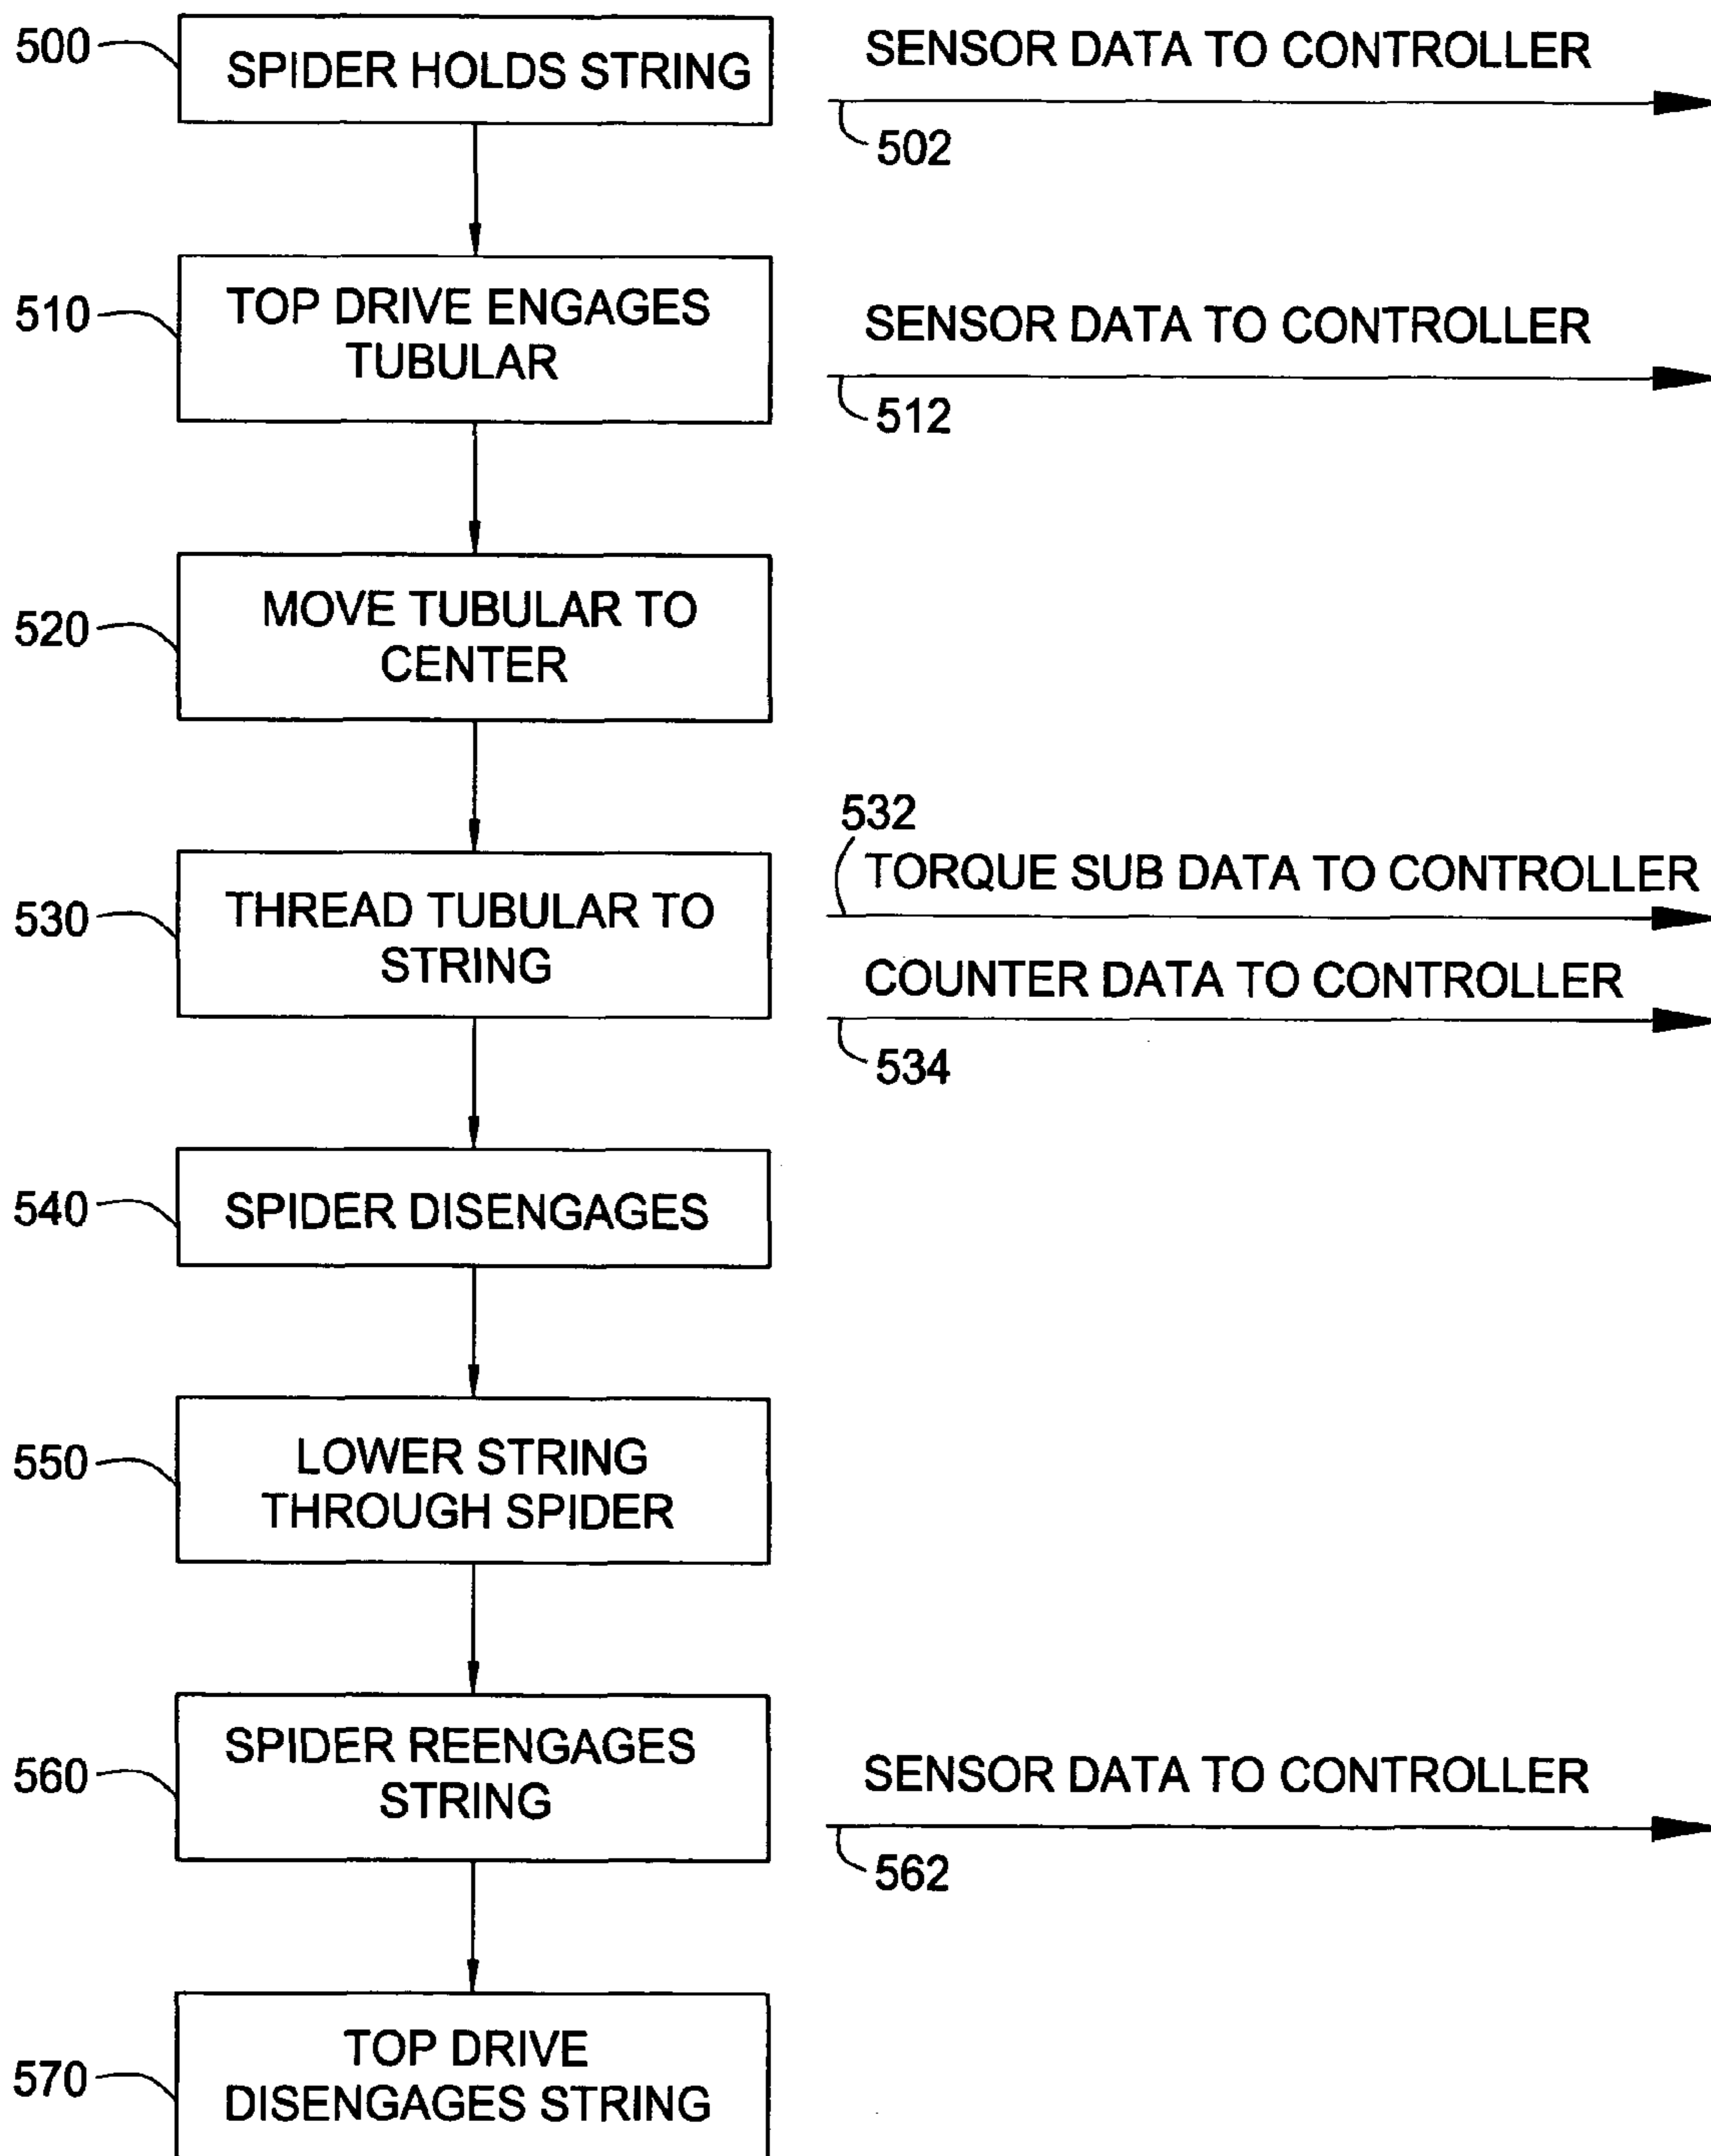 500
SPIDER HOLDS STRING
SENSOR DATA TO CONTROLLER
502
510
TOP DRIVE ENGAGES
TUBULAR
SENSOR DATA TO CONTROLLER
512
520
MOVE TUBULAR TO
CENTER
530
THREAD TUBULAR TO
STRING
532
TORQUE SUB DATA TO CONTROLLER
COUNTER DATA TO CONTROLLER
534
540
SPIDER DISENGAGES
550
LOWER STRING
THROUGH SPIDER
560
SPIDER REENGAGES
STRING
SENSOR DATA TO CONTROLLER
562
570
TOP DRIVE
DISENGAGES STRING